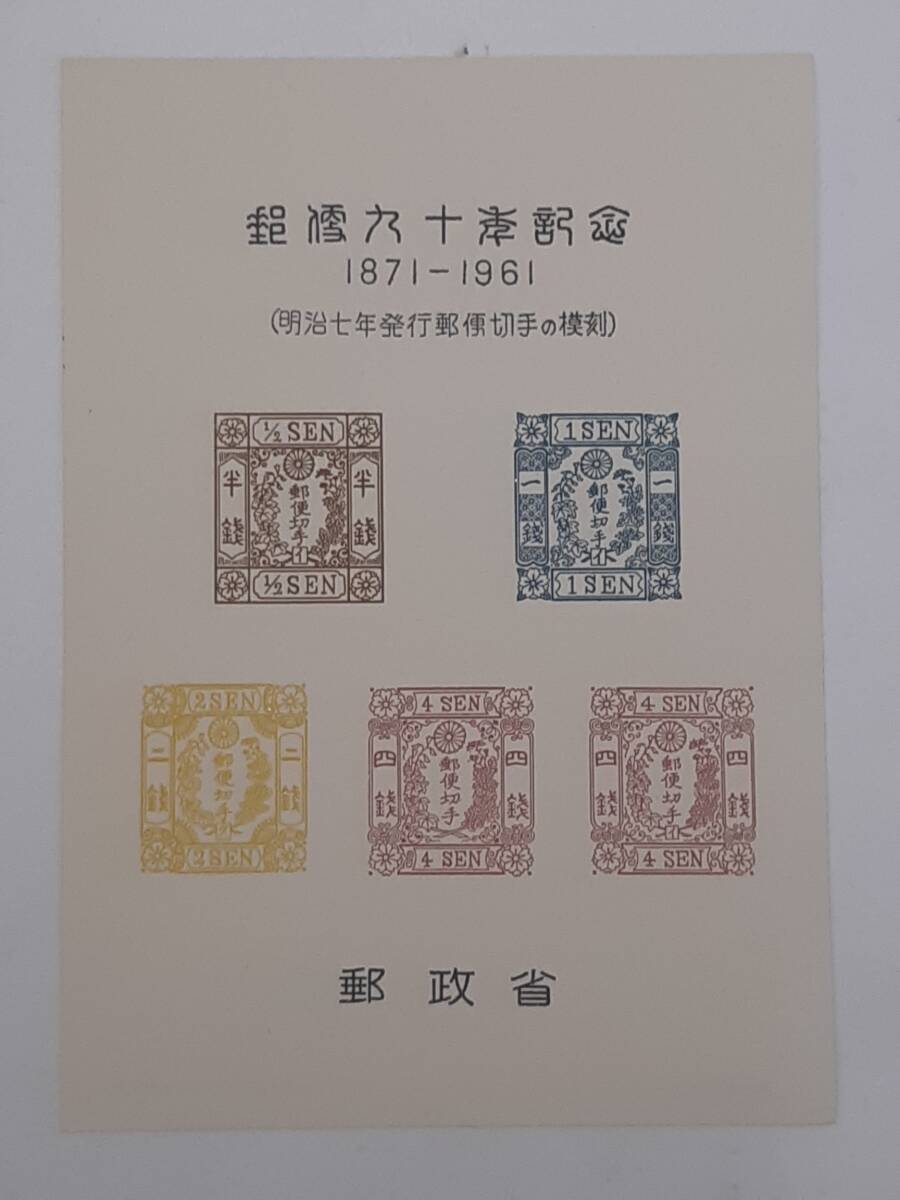 郵便九十年記念
1871-1961
(明治七年発行郵便切手の模刻)
½ SEN
半錢
郵便切手
イ
半錢
½ SEN
1 SEN
一錢
郵便切手
イ
一錢
1 SEN
2 SEN
二錢
郵便切手
二錢
2 SEN
4 SEN
四錢
郵便切手
四錢
4 SEN
4 SEN
四錢
郵便切手
イ
四錢
4 SEN
郵政省